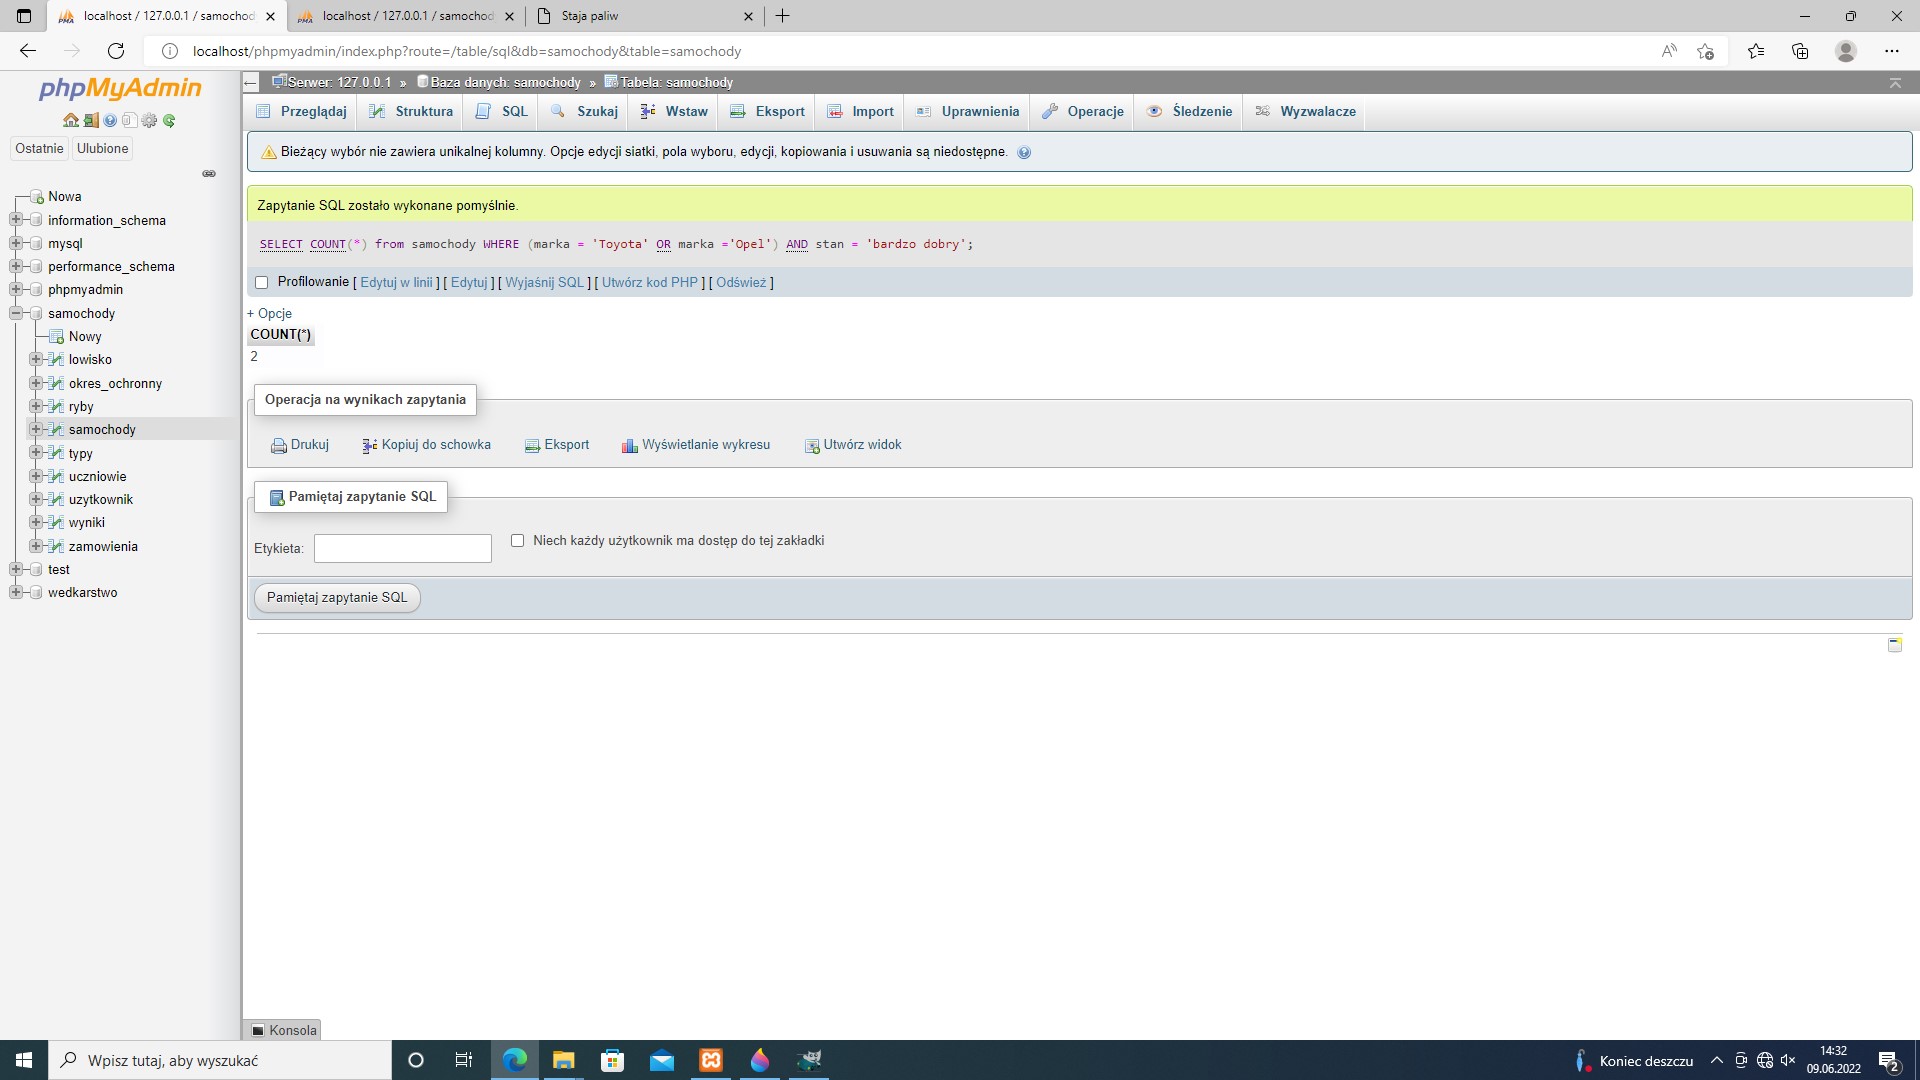 localhost / 127.0.0.1 / samochod
localhost / 127.0.0.1 / samochod
Staja paliw
localhost/phpmyadmin/index.php?route=/table/sql&db=samochody&table=samochody
phpMyAdmin
Ostatnie
Ulubione
Nowa
information_schema
mysql
performance_schema
phpmyadmin
samochody
Nowy
lowisko
okres_ochronny
ryby
samochody
typy
uczniowie
uzytkownik
wyniki
zamowienia
test
wedkarstwo
Serwer: 127.0.0.1 » Baza danych: samochody » Tabela: samochody
Przeglądaj Struktura SQL Szukaj Wstaw Eksport Import Uprawnienia Operacje Śledzenie Wyzwalacze
Bieżący wybór nie zawiera unikalnej kolumny. Opcje edycji siatki, pola wyboru, edycji, kopiowania i usuwania są niedostępne.
Zapytanie SQL zostało wykonane pomyślnie.
SELECT COUNT(*) from samochody WHERE (marka = 'Toyota' OR marka ='Opel') AND stan = 'bardzo dobry';
Profilowanie [ Edytuj w linii ] [ Edytuj ] [ Wyjaśnij SQL ] [ Utwórz kod PHP ] [ Odśwież ]
+ Opcje
COUNT(*)
2
Operacja na wynikach zapytania
Drukuj Kopiuj do schowka Eksport Wyświetlanie wykresu Utwórz widok
Pamiętaj zapytanie SQL
Etykieta:
Niech każdy użytkownik ma dostęp do tej zakładki
Pamiętaj zapytanie SQL
Konsola
Wpisz tutaj, aby wyszukać
Koniec deszczu
14:32
09.06.2022
2